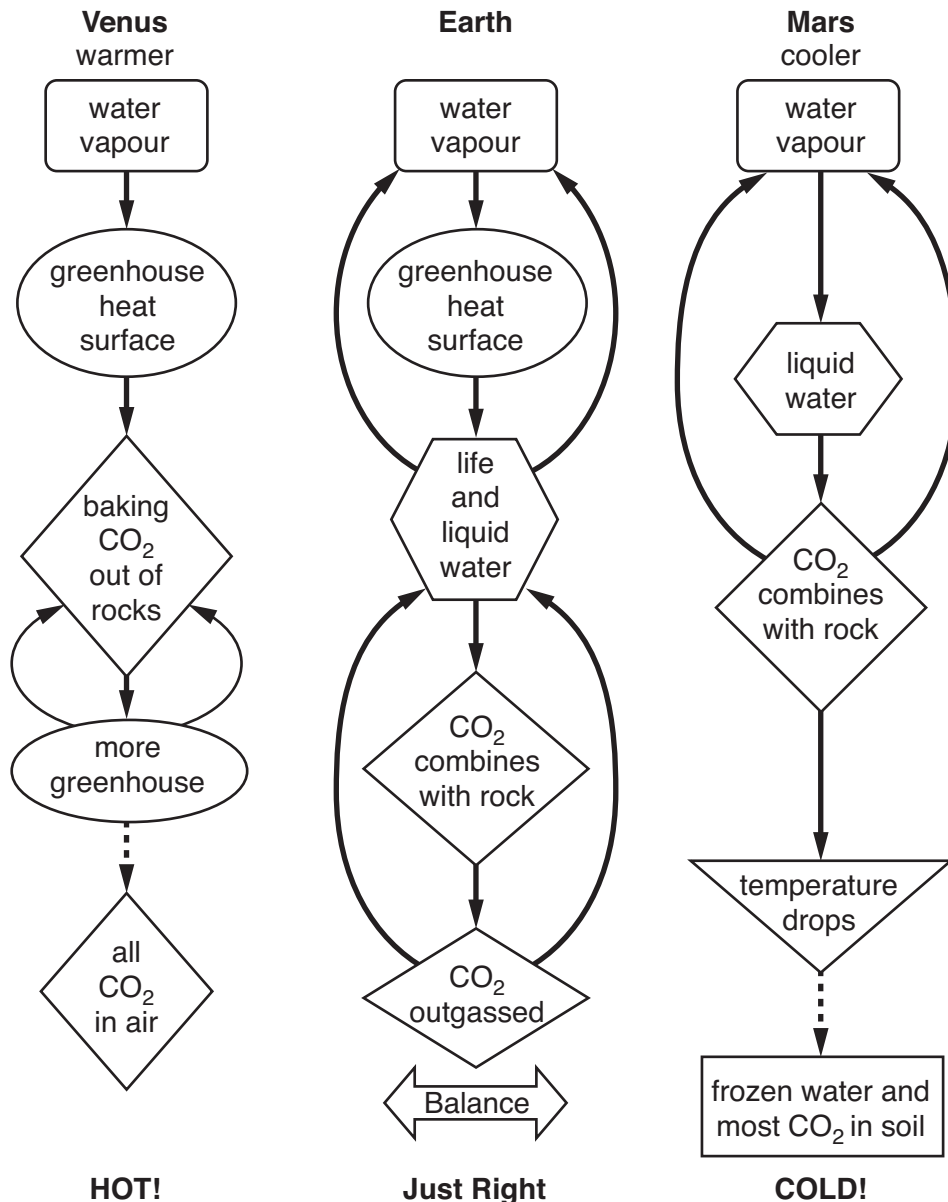 Venus
warmer
water
vapour
greenhouse
heat
surface
baking
CO₂
out of
rocks
more
greenhouse
all
CO₂
in air
HOT!
Earth
water
vapour
greenhouse
heat
surface
life
and
liquid
water
CO₂
combines
with rock
CO₂
outgassed
Balance
Just Right
Mars
cooler
water
vapour
liquid
water
CO₂
combines
with rock
temperature
drops
frozen water and
most CO₂ in soil
COLD!